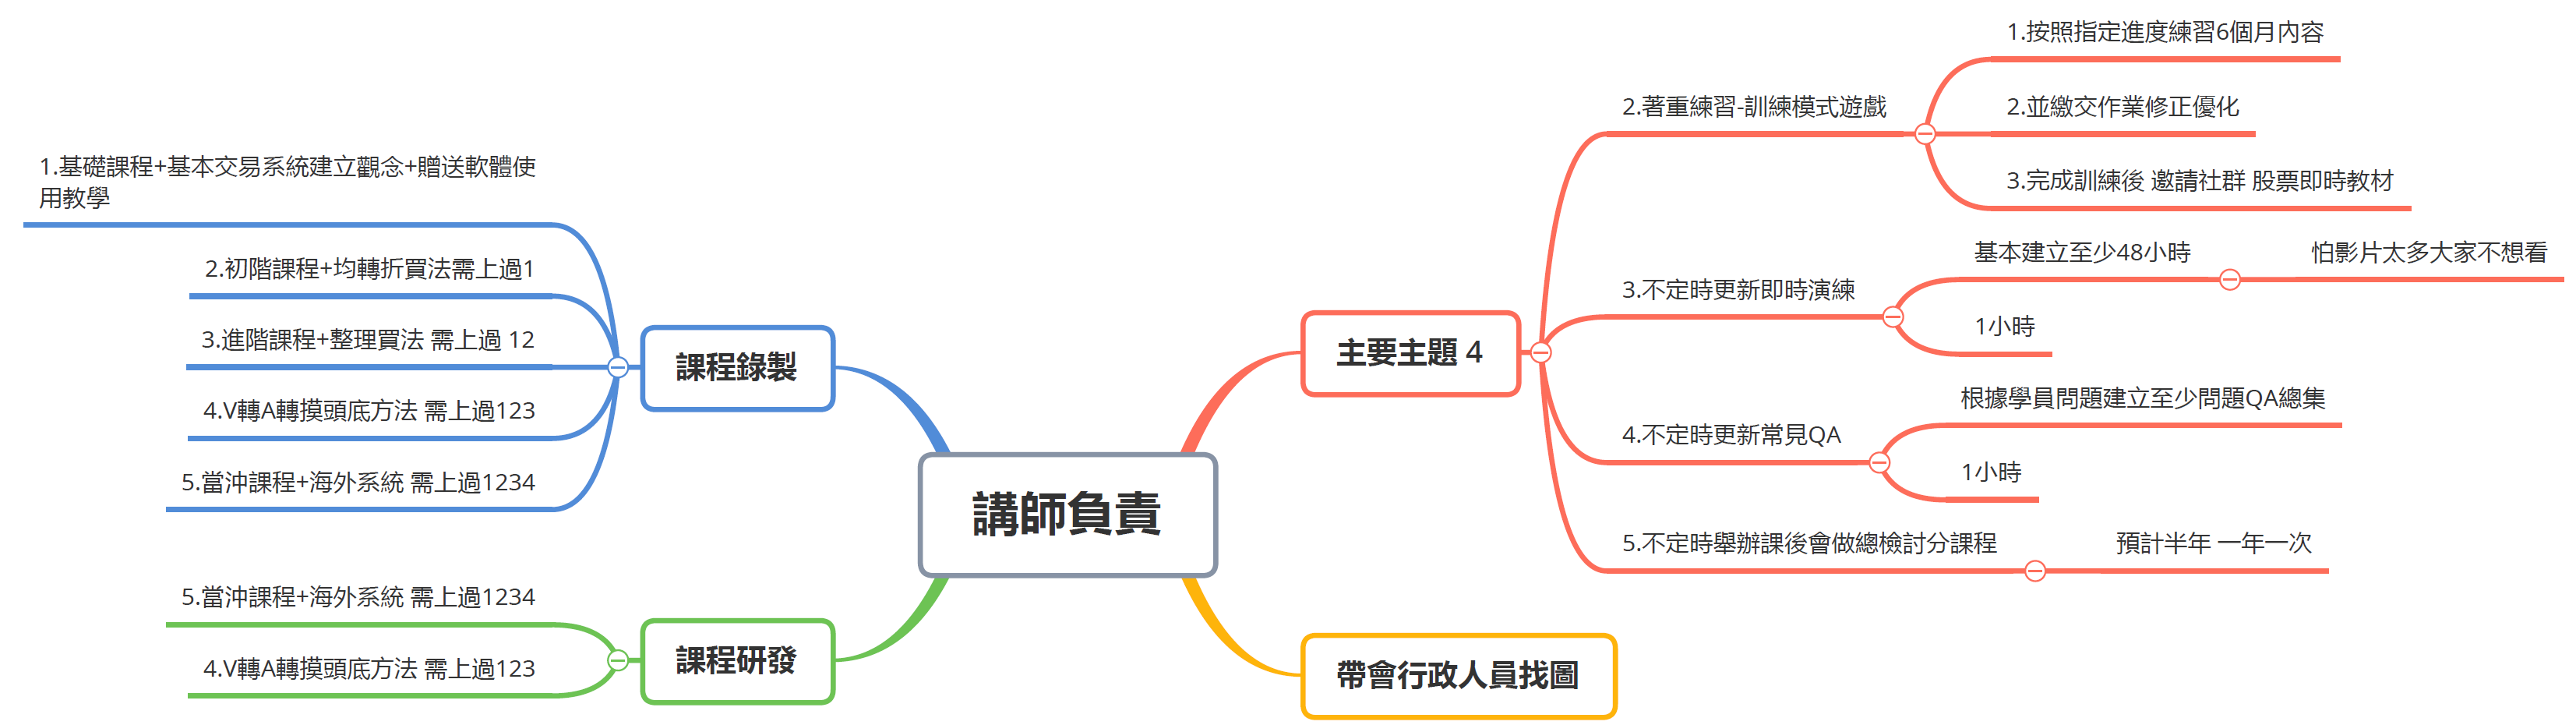 講師負責
主要主題 4
2.著重練習-訓練模式遊戲
1.按照指定進度練習6個月內容
2.並繳交作業修正優化
3.完成訓練後 邀請社群 股票即時教材
3.不定時更新即時演練
基本建立至少48小時
怕影片太多大家不想看
1小時
4.不定時更新常見QA
根據學員問題建立至少問題QA總集
1小時
5.不定時舉辦課後會做總檢討分課程
預計半年 一年一次
帶會行政人員找圖
課程錄製
1.基礎課程+基本交易系統建立觀念+贈送軟體使
用教學
2.初階課程+均轉折買法需上過1
3.進階課程+整理買法 需上過 12
4.V轉A轉摸頭底方法 需上過123
5.當沖課程+海外系統 需上過1234
課程研發
5.當沖課程+海外系統 需上過1234
4.V轉A轉摸頭底方法 需上過123